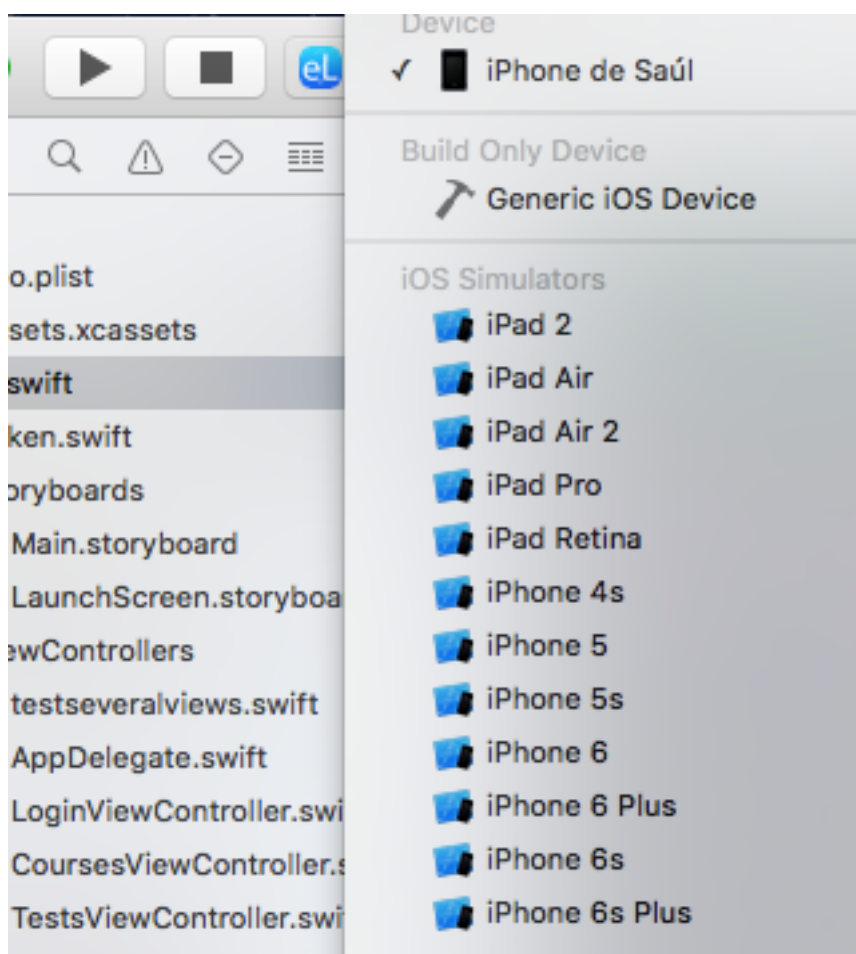 Device
✓ iPhone de Saúl
eL
Build Only Device
Generic iOS Device
iOS Simulators
iPad 2
iPad Air
iPad Air 2
iPad Pro
iPad Retina
iPhone 4s
iPhone 5
iPhone 5s
iPhone 6
iPhone 6 Plus
iPhone 6s
iPhone 6s Plus
o.plist
sets.xcassets
swift
ken.swift
oryboards
Main.storyboard
LaunchScreen.storyboa
ewControllers
testseveralviews.swift
AppDelegate.swift
LoginViewController.swi
CoursesViewController.s
TestsViewController.swi